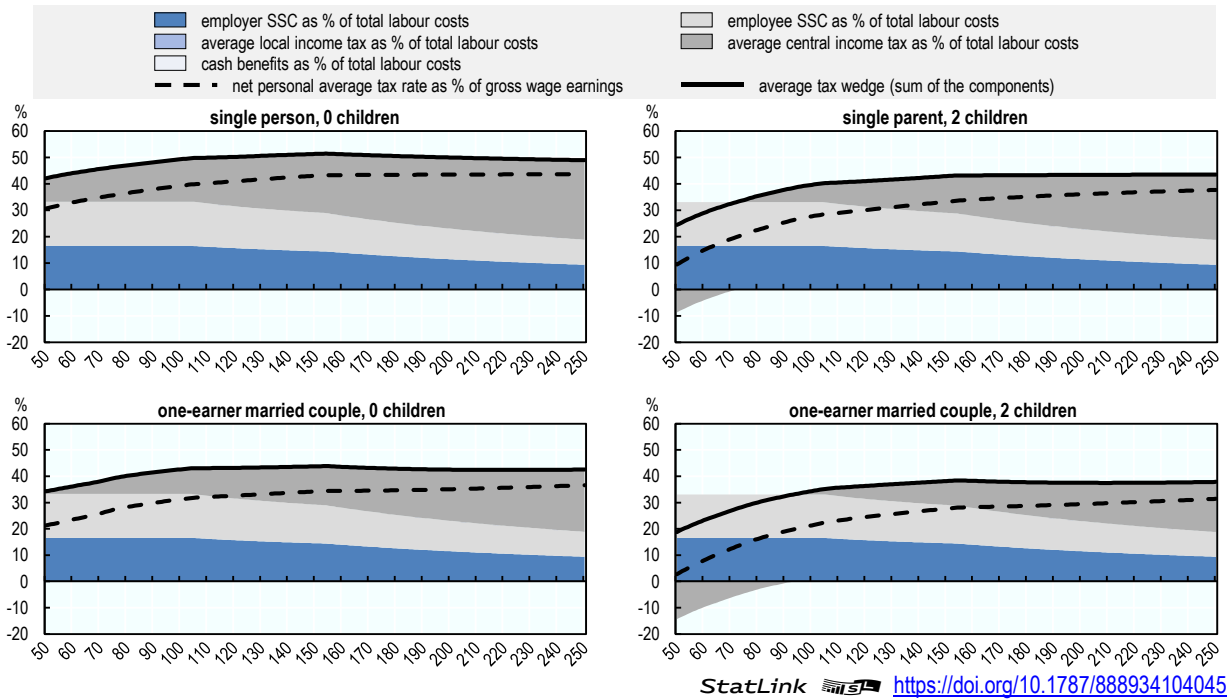 employer SSC as % of total labour costs
employee SSC as % of total labour costs
average local income tax as % of total labour costs
average central income tax as % of total labour costs
cash benefits as % of total labour costs
net personal average tax rate as % of gross wage earnings
average tax wedge (sum of the components)
%
single person, 0 children
60
50
40
30
20
10
0
-10
-20
50 60 70 80 90 100 110 120 130 140 150 160 170 180 190 200 210 220 230 240 250
%
single parent, 2 children
60
50
40
30
20
10
0
-10
-20
50 60 70 80 90 100 110 120 130 140 150 160 170 180 190 200 210 220 230 240 250
%
one-earner married couple, 0 children
60
50
40
30
20
10
0
-10
-20
50 60 70 80 90 100 110 120 130 140 150 160 170 180 190 200 210 220 230 240 250
%
one-earner married couple, 2 children
60
50
40
30
20
10
0
-10
-20
50 60 70 80 90 100 110 120 130 140 150 160 170 180 190 200 210 220 230 240 250
StatLink https://doi.org/10.1787/888934104045